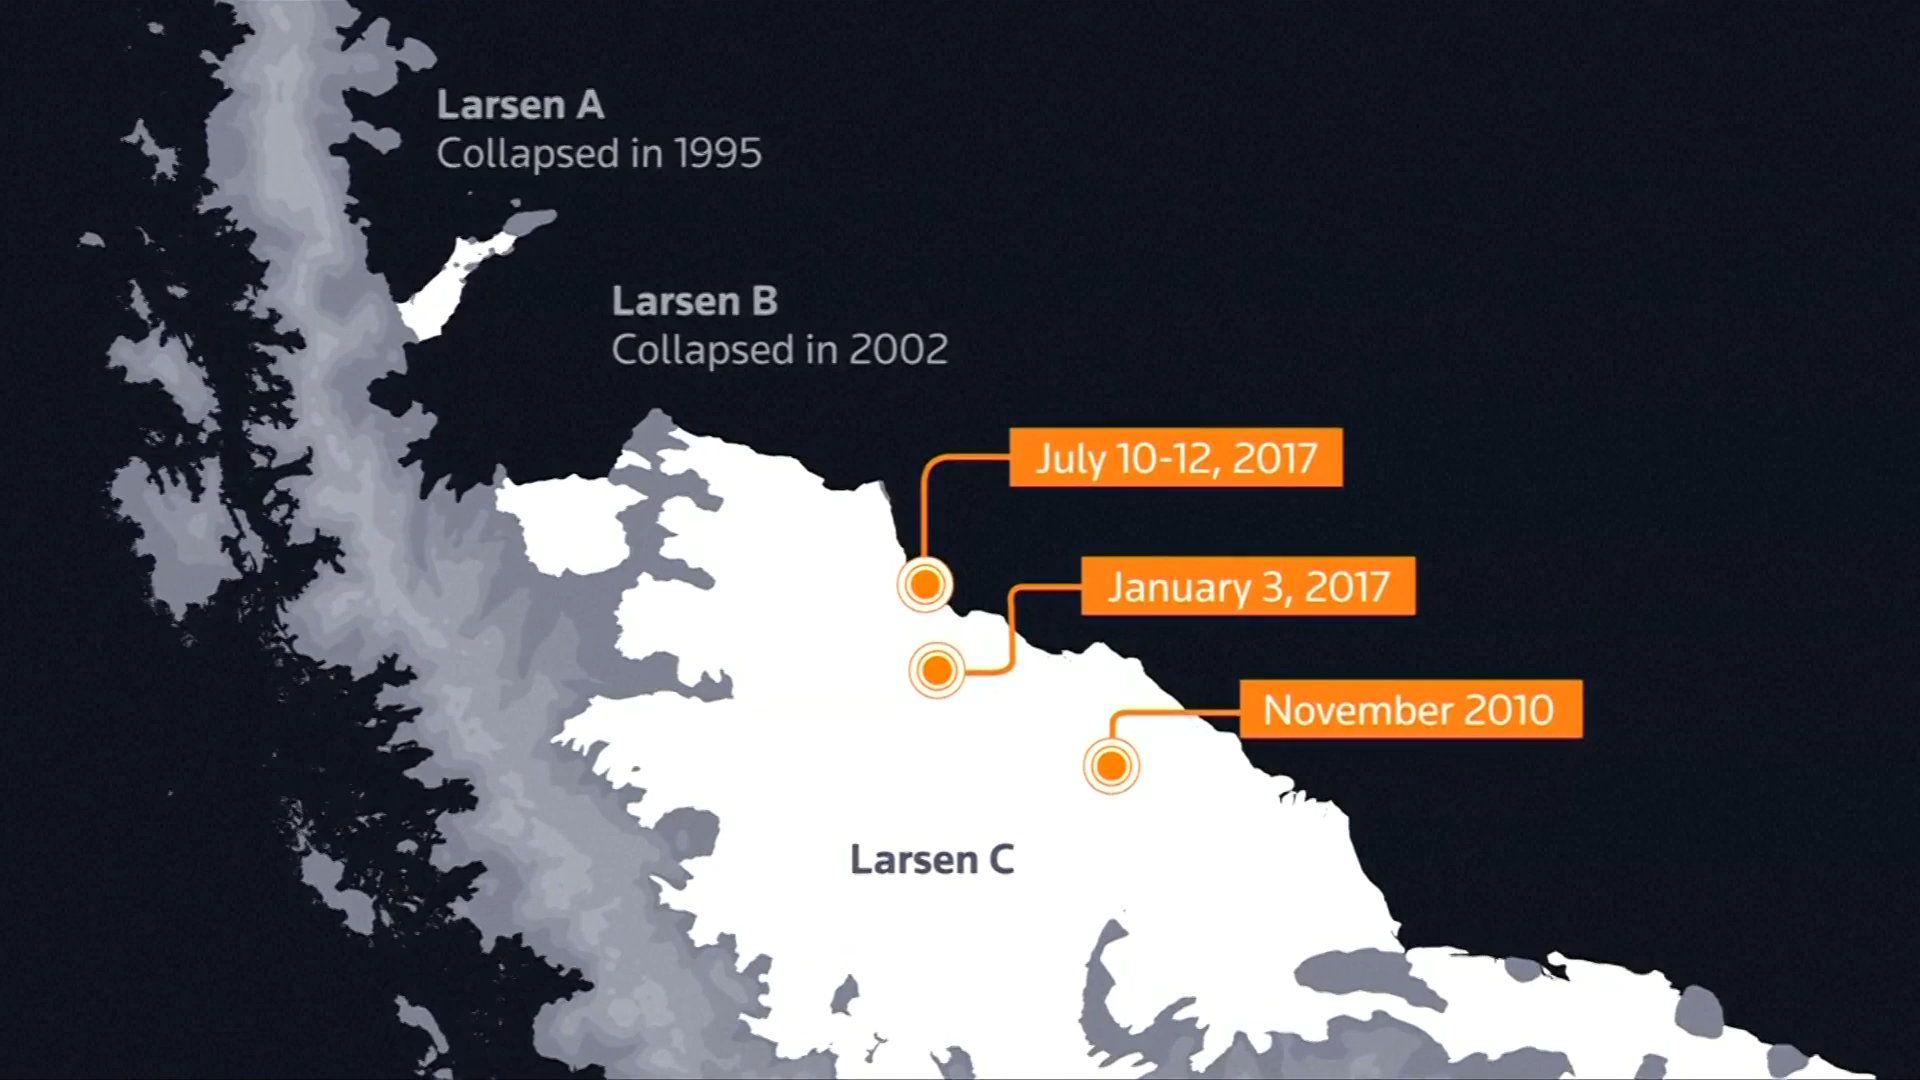 Larsen A
Collapsed in 1995
Larsen B
Collapsed in 2002
July 10-12, 2017
January 3, 2017
November 2010
Larsen C